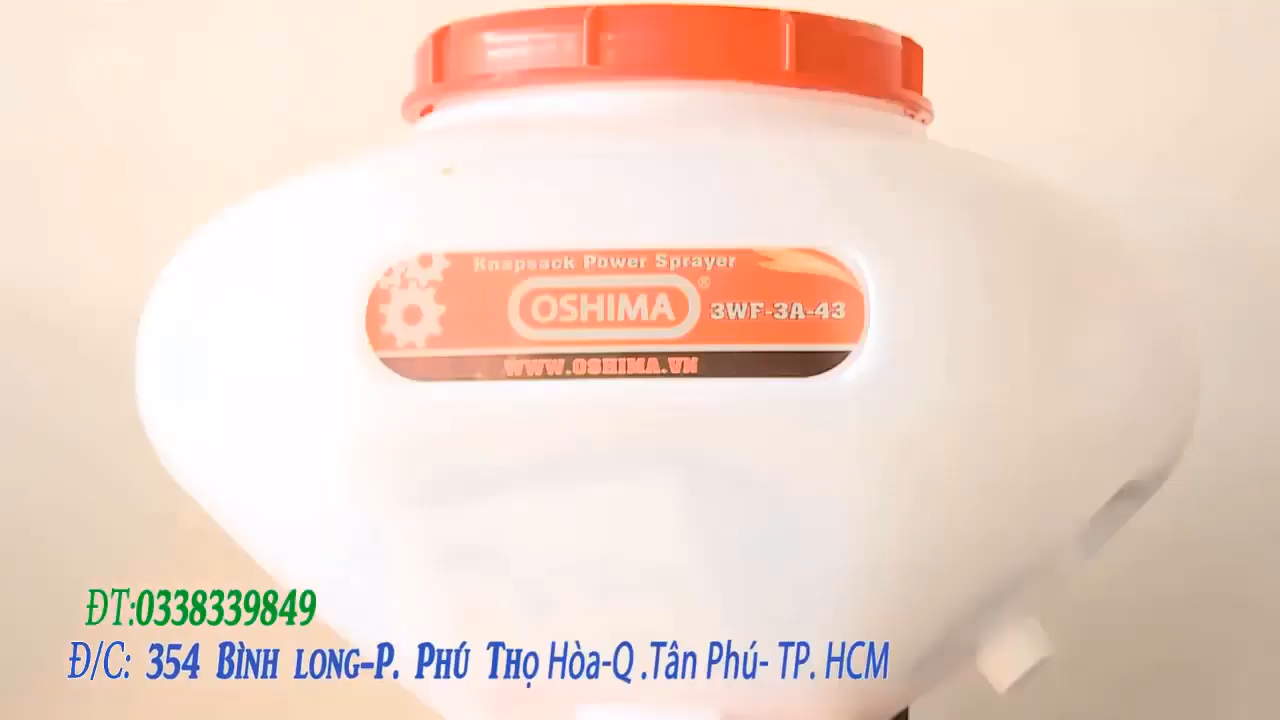 Knapsack Power Sprayer
OSHIMA® 3WF-3A-43
WWW.OSHIMA.VN
ĐT:0338339849
Đ/C: 354 BÌNH LONG-P. PHÚ THỌ Hòa-Q .Tân Phú- TP. HCM